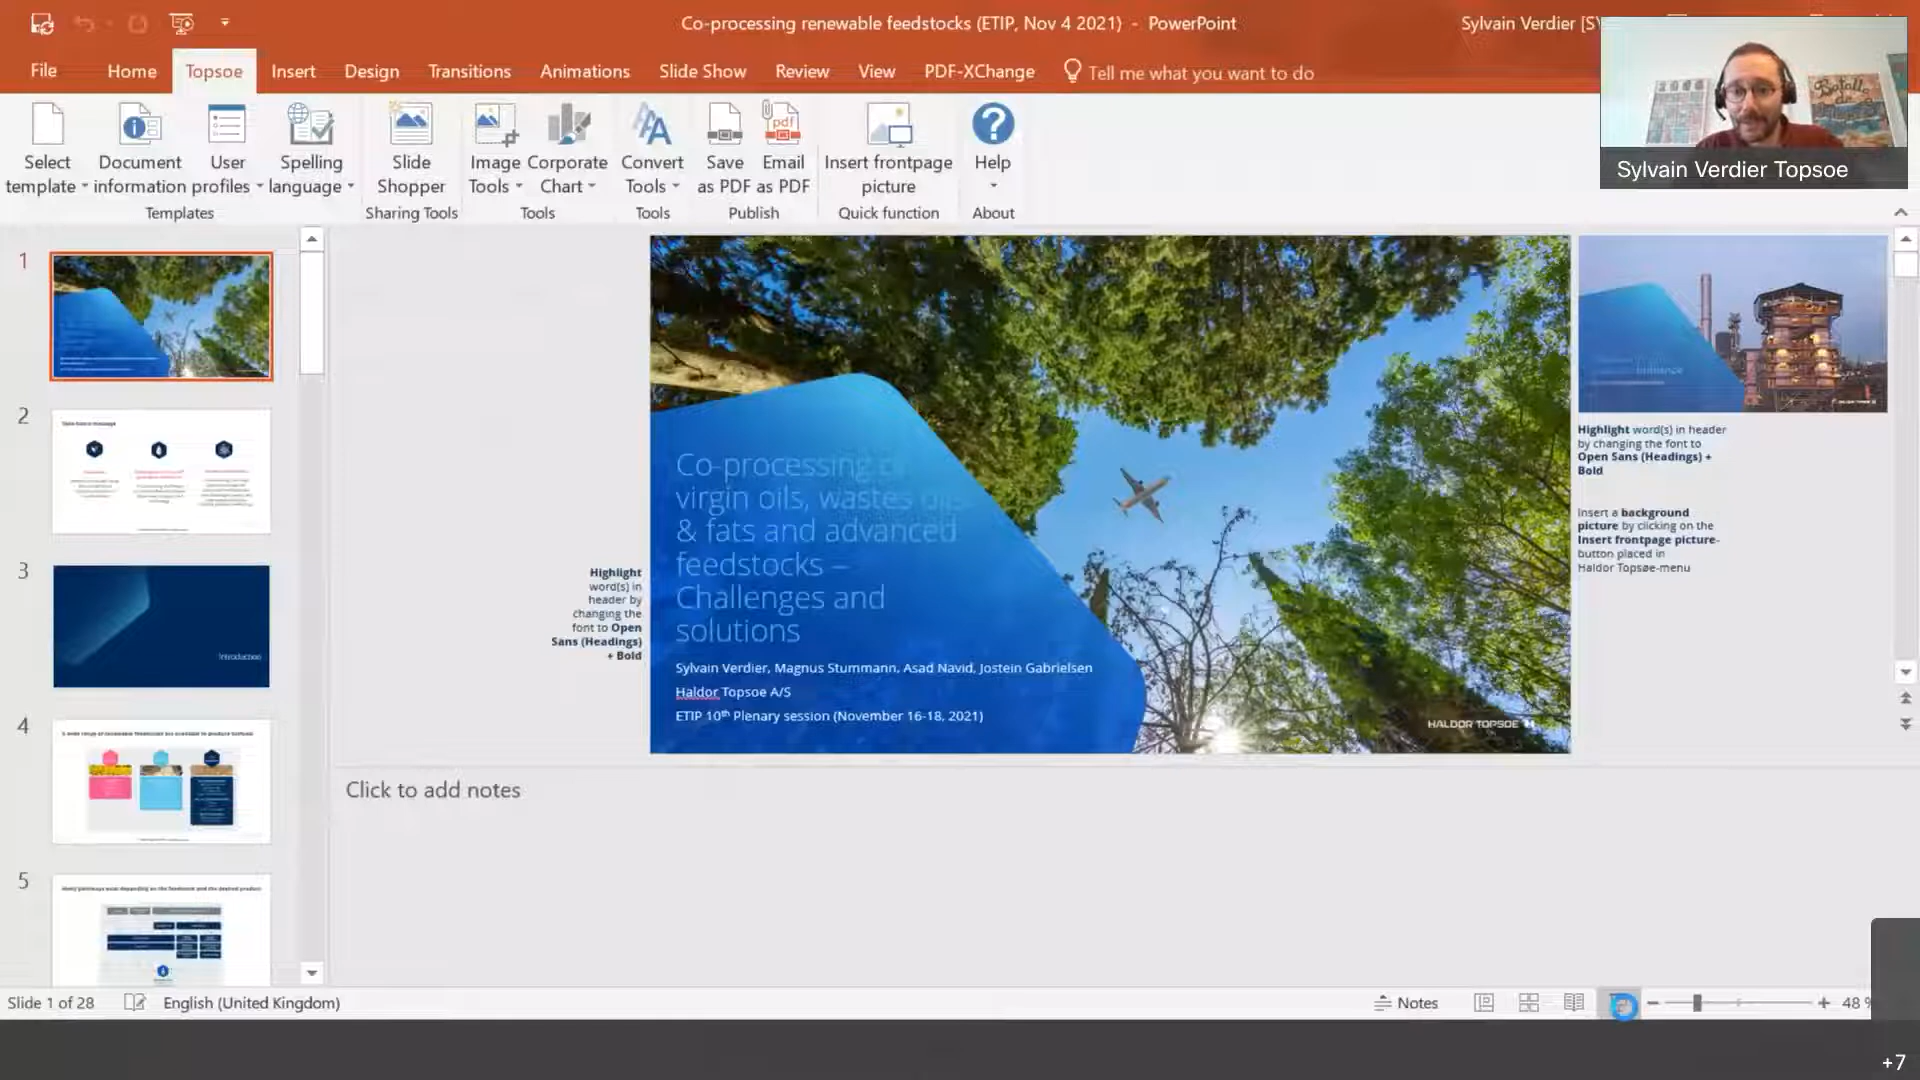 Co-processing renewable feedstocks (ETIP, Nov 4 2021) - PowerPoint
Sylvain Verdier
File
Home
Topsoe
Insert
Design
Transitions
Animations
Slide Show
Review
View
PDF-XChange
Tell me what you want to do
Select template
Document information
User profiles
Spelling language
Slide Shopper
Image Tools
Corporate Chart
Convert Tools
Save as PDF
Email as PDF
Insert frontpage picture
Help
Templates
Sharing Tools
Tools
Tools
Publish
Quick function
About
Sylvain Verdier Topsoe
1
2
3
Introduction
4
5
Highlight
word(s) in
header by
changing the
font to Open
Sans (Headings)
+ Bold
Co-processing
virgin oils, wastes
& fats and advanced
feedstocks –
Challenges and
solutions
Sylvain Verdier, Magnus Stummann, Asad Navid, Jostein Gabrielsen
Haldor Topsoe A/S
ETIP 10th Plenary session (November 16-18, 2021)
HALDOR TOPSOE
Highlight word(s) in header
by changing the font to
Open Sans (Headings) +
Bold
Insert a background
picture by clicking on the
Insert frontpage picture-
button placed in
Haldor Topsøe-menu
Click to add notes
Slide 1 of 28
English (United Kingdom)
Notes
48 %
+7